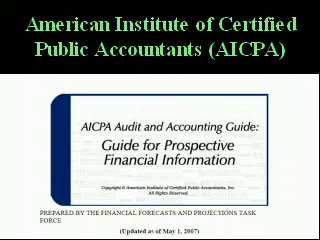 American Institute of Certified
Public Accountants (AICPA)
AICPA Audit and Accounting Guide:
Guide for Prospective
Financial Information
Copyright © American Institute of Certified Public Accountants, Inc.
All Rights Reserved.
PREPARED BY THE FINANCIAL FORECASTS AND PROJECTIONS TASK
FORCE
(Updated as of May 1, 2007)